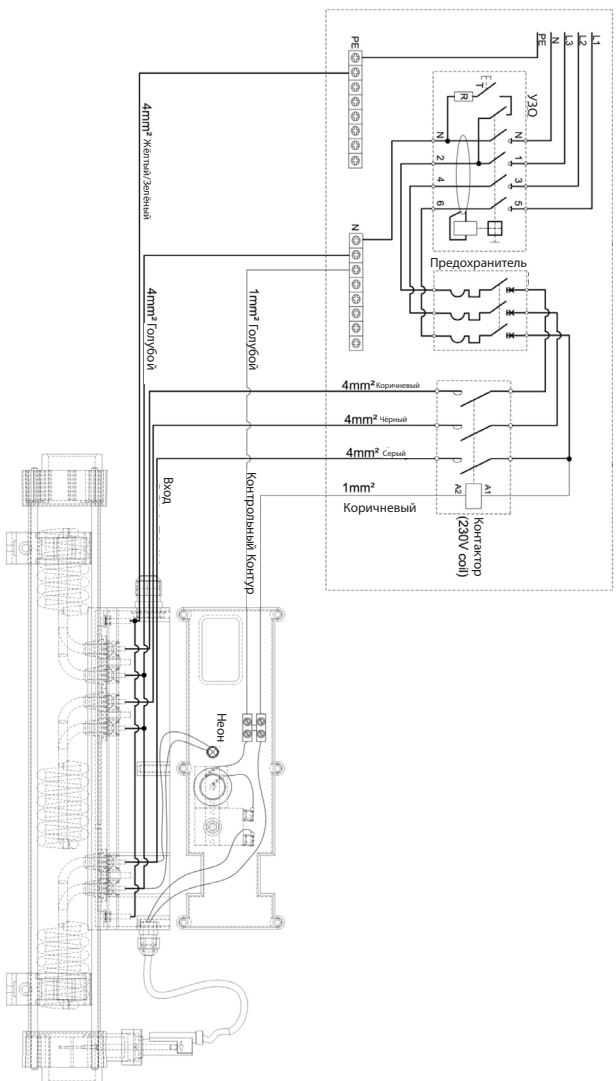 L1
L2
L3
N
PE
PE
УЗО
T
R
N
1
3
5
N
2
4
6
Предохранитель
N
4mm² Жёлтый/Зелёный
4mm² Голубой
1mm² Голубой
4mm² Коричневый
4mm² Чёрный
4mm² Серый
1mm²
Коричневый
A1
A2
Контактор
(230V coil)
Вход
Контрольный Контур
Неон